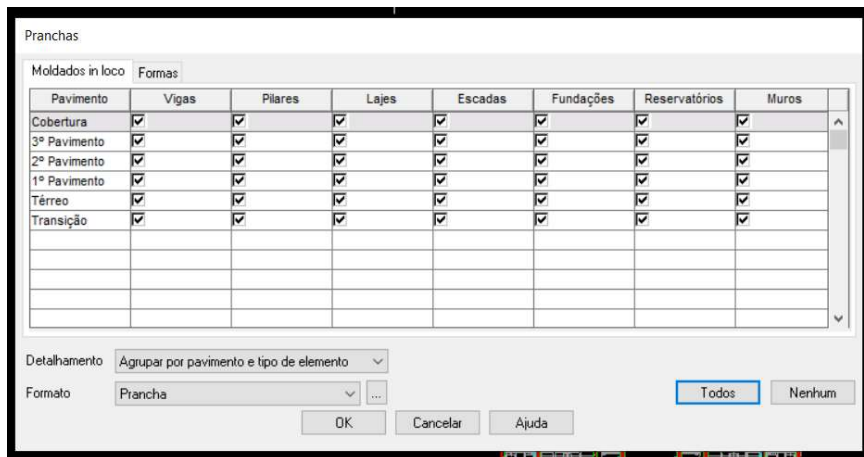 Pranchas
Moldados in loco Formas
Pavimento Vigas Pilares Lajes Escadas Fundações Reservatórios Muros
Cobertura
3º Pavimento
2º Pavimento
1º Pavimento
Térreo
Transição
Detalhamento Agrupar por pavimento e tipo de elemento
Formato Prancha ... Todos Nenhum
OK Cancelar Ajuda